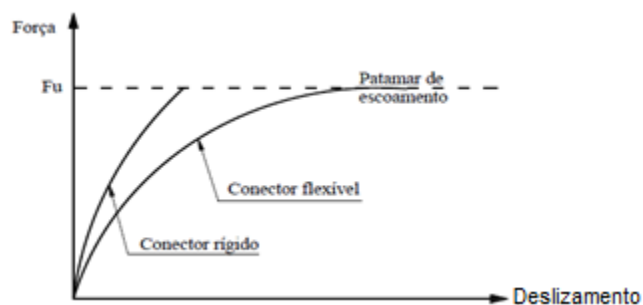 Força
Fu
Patamar de
escoamento
Conector flexível
Conector rígido
Deslizamento